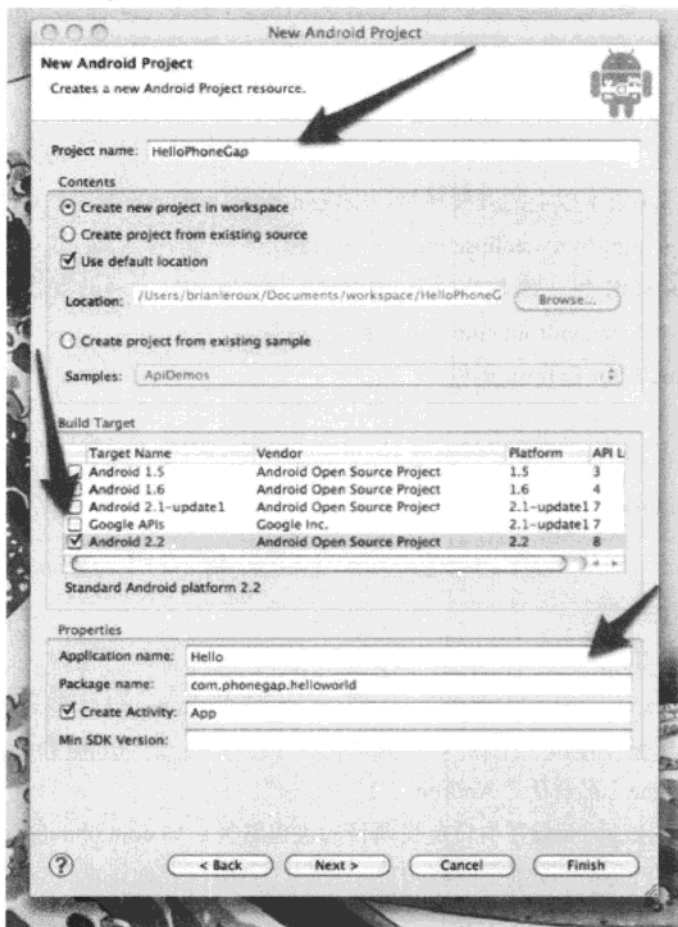 New Android Project
New Android Project
Creates a new Android Project resource.
Project name: HelloPhoneGap
Contents
Create new project in workspace
Create project from existing source
Use default location
Location: /Users/brianleroux/Documents/workspace/HelloPhoneG Browse...
Create project from existing sample
Samples: ApiDemos
Build Target
Target Name Vendor Platform API L
Android 1.5 Android Open Source Project 1.5 3
Android 1.6 Android Open Source Project 1.6 4
Android 2.1-update1 Android Open Source Project 2.1-update1 7
Google APIs Google Inc. 2.1-update1 7
Android 2.2 Android Open Source Project 2.2 8
Standard Android platform 2.2
Properties
Application name: Hello
Package name: com.phonegap.helloworld
Create Activity: App
Min SDK Version:
? < Back Next > Cancel Finish